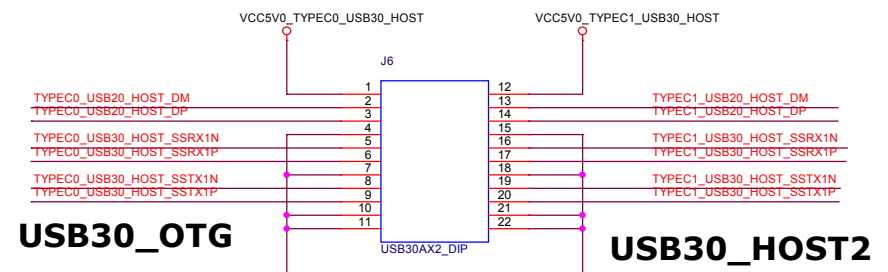 VCC5V0_TYPEC0_USB30_HOST
VCC5V0_TYPEC1_USB30_HOST
J6
1 12
TYPEC0_USB20_HOST_DM 2 13 TYPEC1_USB20_HOST_DM
TYPEC0_USB20_HOST_DP 3 14 TYPEC1_USB20_HOST_DP
4 15
TYPEC0_USB30_HOST_SSRX1N 5 16 TYPEC1_USB30_HOST_SSRX1N
TYPEC0_USB30_HOST_SSRX1P 6 17 TYPEC1_USB30_HOST_SSRX1P
7 18
TYPEC0_USB30_HOST_SSTX1N 8 19 TYPEC1_USB30_HOST_SSTX1N
TYPEC0_USB30_HOST_SSTX1P 9 20 TYPEC1_USB30_HOST_SSTX1P
10 21
11 22
USB30_OTG
USB30AX2_DIP
USB30_HOST2